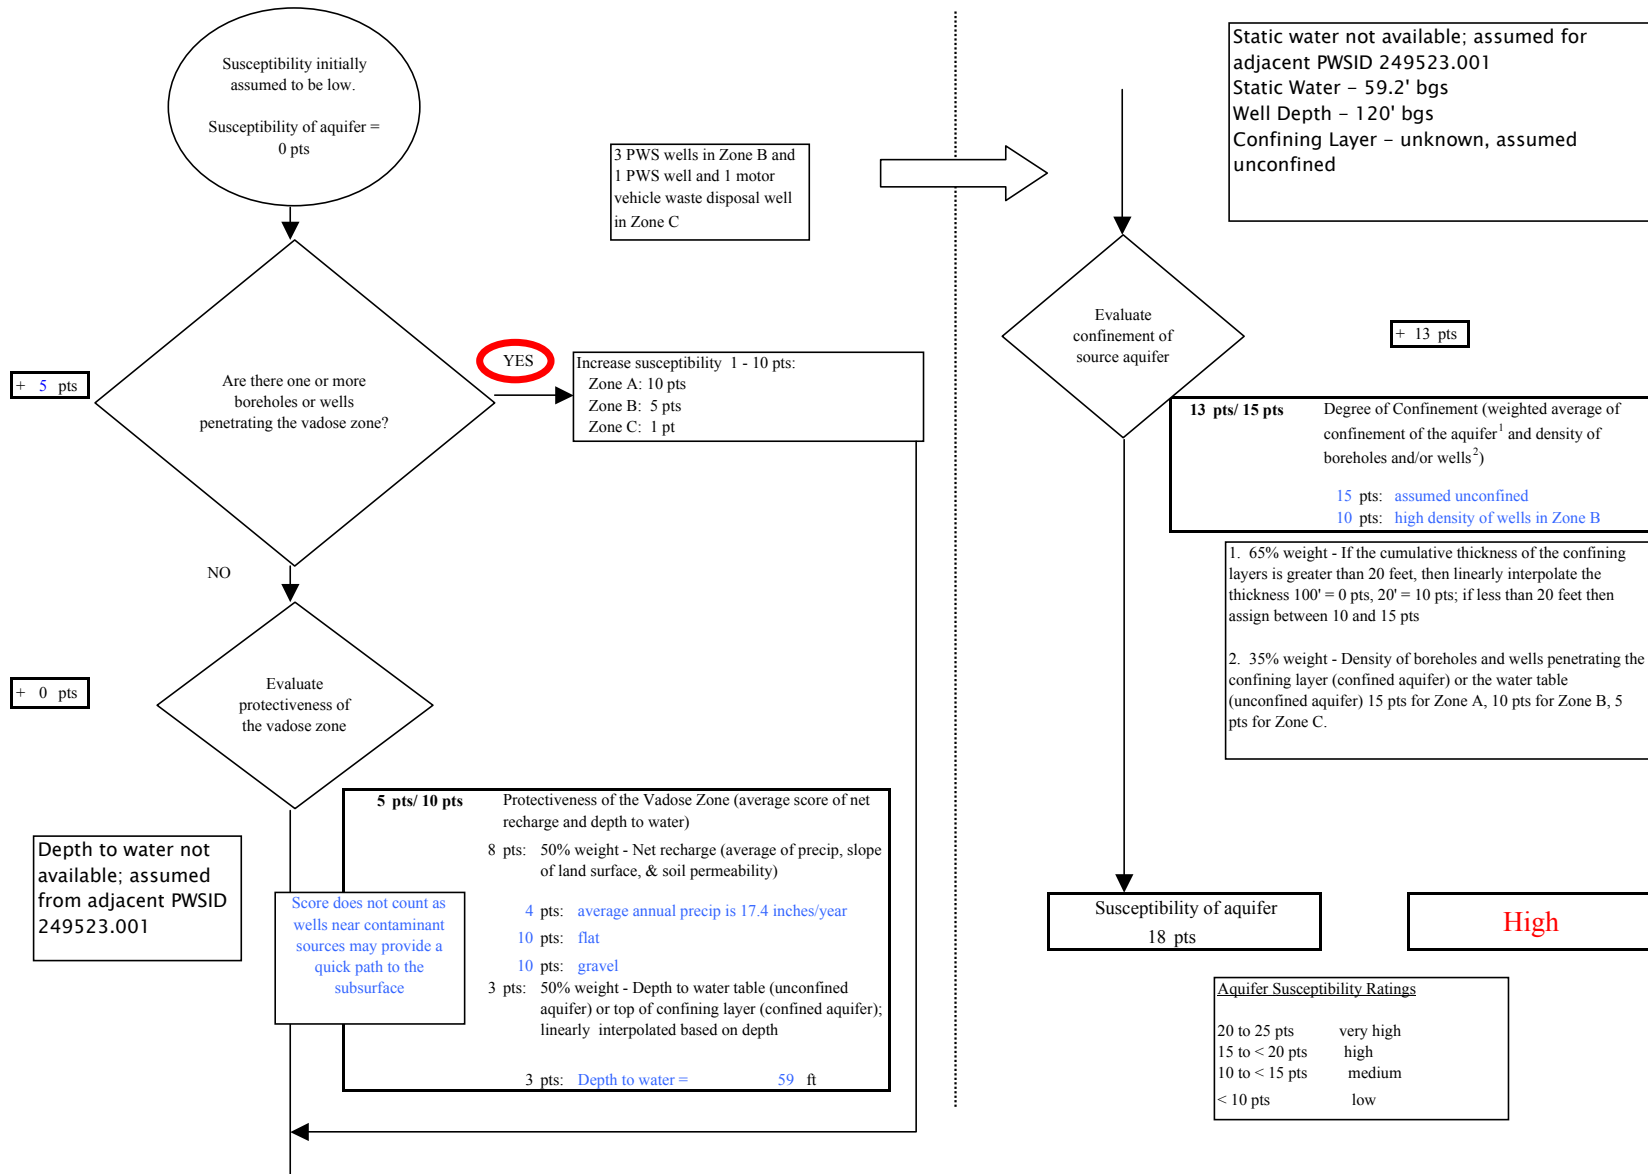 Susceptibility initially
assumed to be low.
Susceptibility of aquifer =
0 pts
3 PWS wells in Zone B and
1 PWS well and 1 motor
vehicle waste disposal well
in Zone C
+ 5 pts
Are there one or more
boreholes or wells
penetrating the vadose zone?
YES
Increase susceptibility 1 - 10 pts:
Zone A: 10 pts
Zone B: 5 pts
Zone C: 1 pt
NO
+ 0 pts
Evaluate
protectiveness of
the vadose zone
Depth to water not
available; assumed
from adjacent PWSID
249523.001
5 pts/ 10 pts Protectiveness of the Vadose Zone (average score of net
recharge and depth to water)
8 pts: 50% weight - Net recharge (average of precip, slope
of land surface, & soil permeability)
4 pts: average annual precip is 17.4 inches/year
10 pts: flat
10 pts: gravel
3 pts: 50% weight - Depth to water table (unconfined
aquifer) or top of confining layer (confined aquifer);
linearly interpolated based on depth
3 pts: Depth to water = 59 ft
Score does not count as
wells near contaminant
sources may provide a
quick path to the
subsurface
Static water not available; assumed for
adjacent PWSID 249523.001
Static Water – 59.2' bgs
Well Depth – 120' bgs
Confining Layer – unknown, assumed
unconfined
Evaluate
confinement of
source aquifer
+ 13 pts
13 pts/ 15 pts Degree of Confinement (weighted average of
confinement of the aquifer1 and density of
boreholes and/or wells2)
15 pts: assumed unconfined
10 pts: high density of wells in Zone B
1. 65% weight - If the cumulative thickness of the confining
layers is greater than 20 feet, then linearly interpolate the
thickness 100' = 0 pts, 20' = 10 pts; if less than 20 feet then
assign between 10 and 15 pts
2. 35% weight - Density of boreholes and wells penetrating the
confining layer (confined aquifer) or the water table
(unconfined aquifer) 15 pts for Zone A, 10 pts for Zone B, 5
pts for Zone C.
Susceptibility of aquifer
18 pts
High
Aquifer Susceptibility Ratings
20 to 25 pts very high
15 to < 20 pts high
10 to < 15 pts medium
< 10 pts low